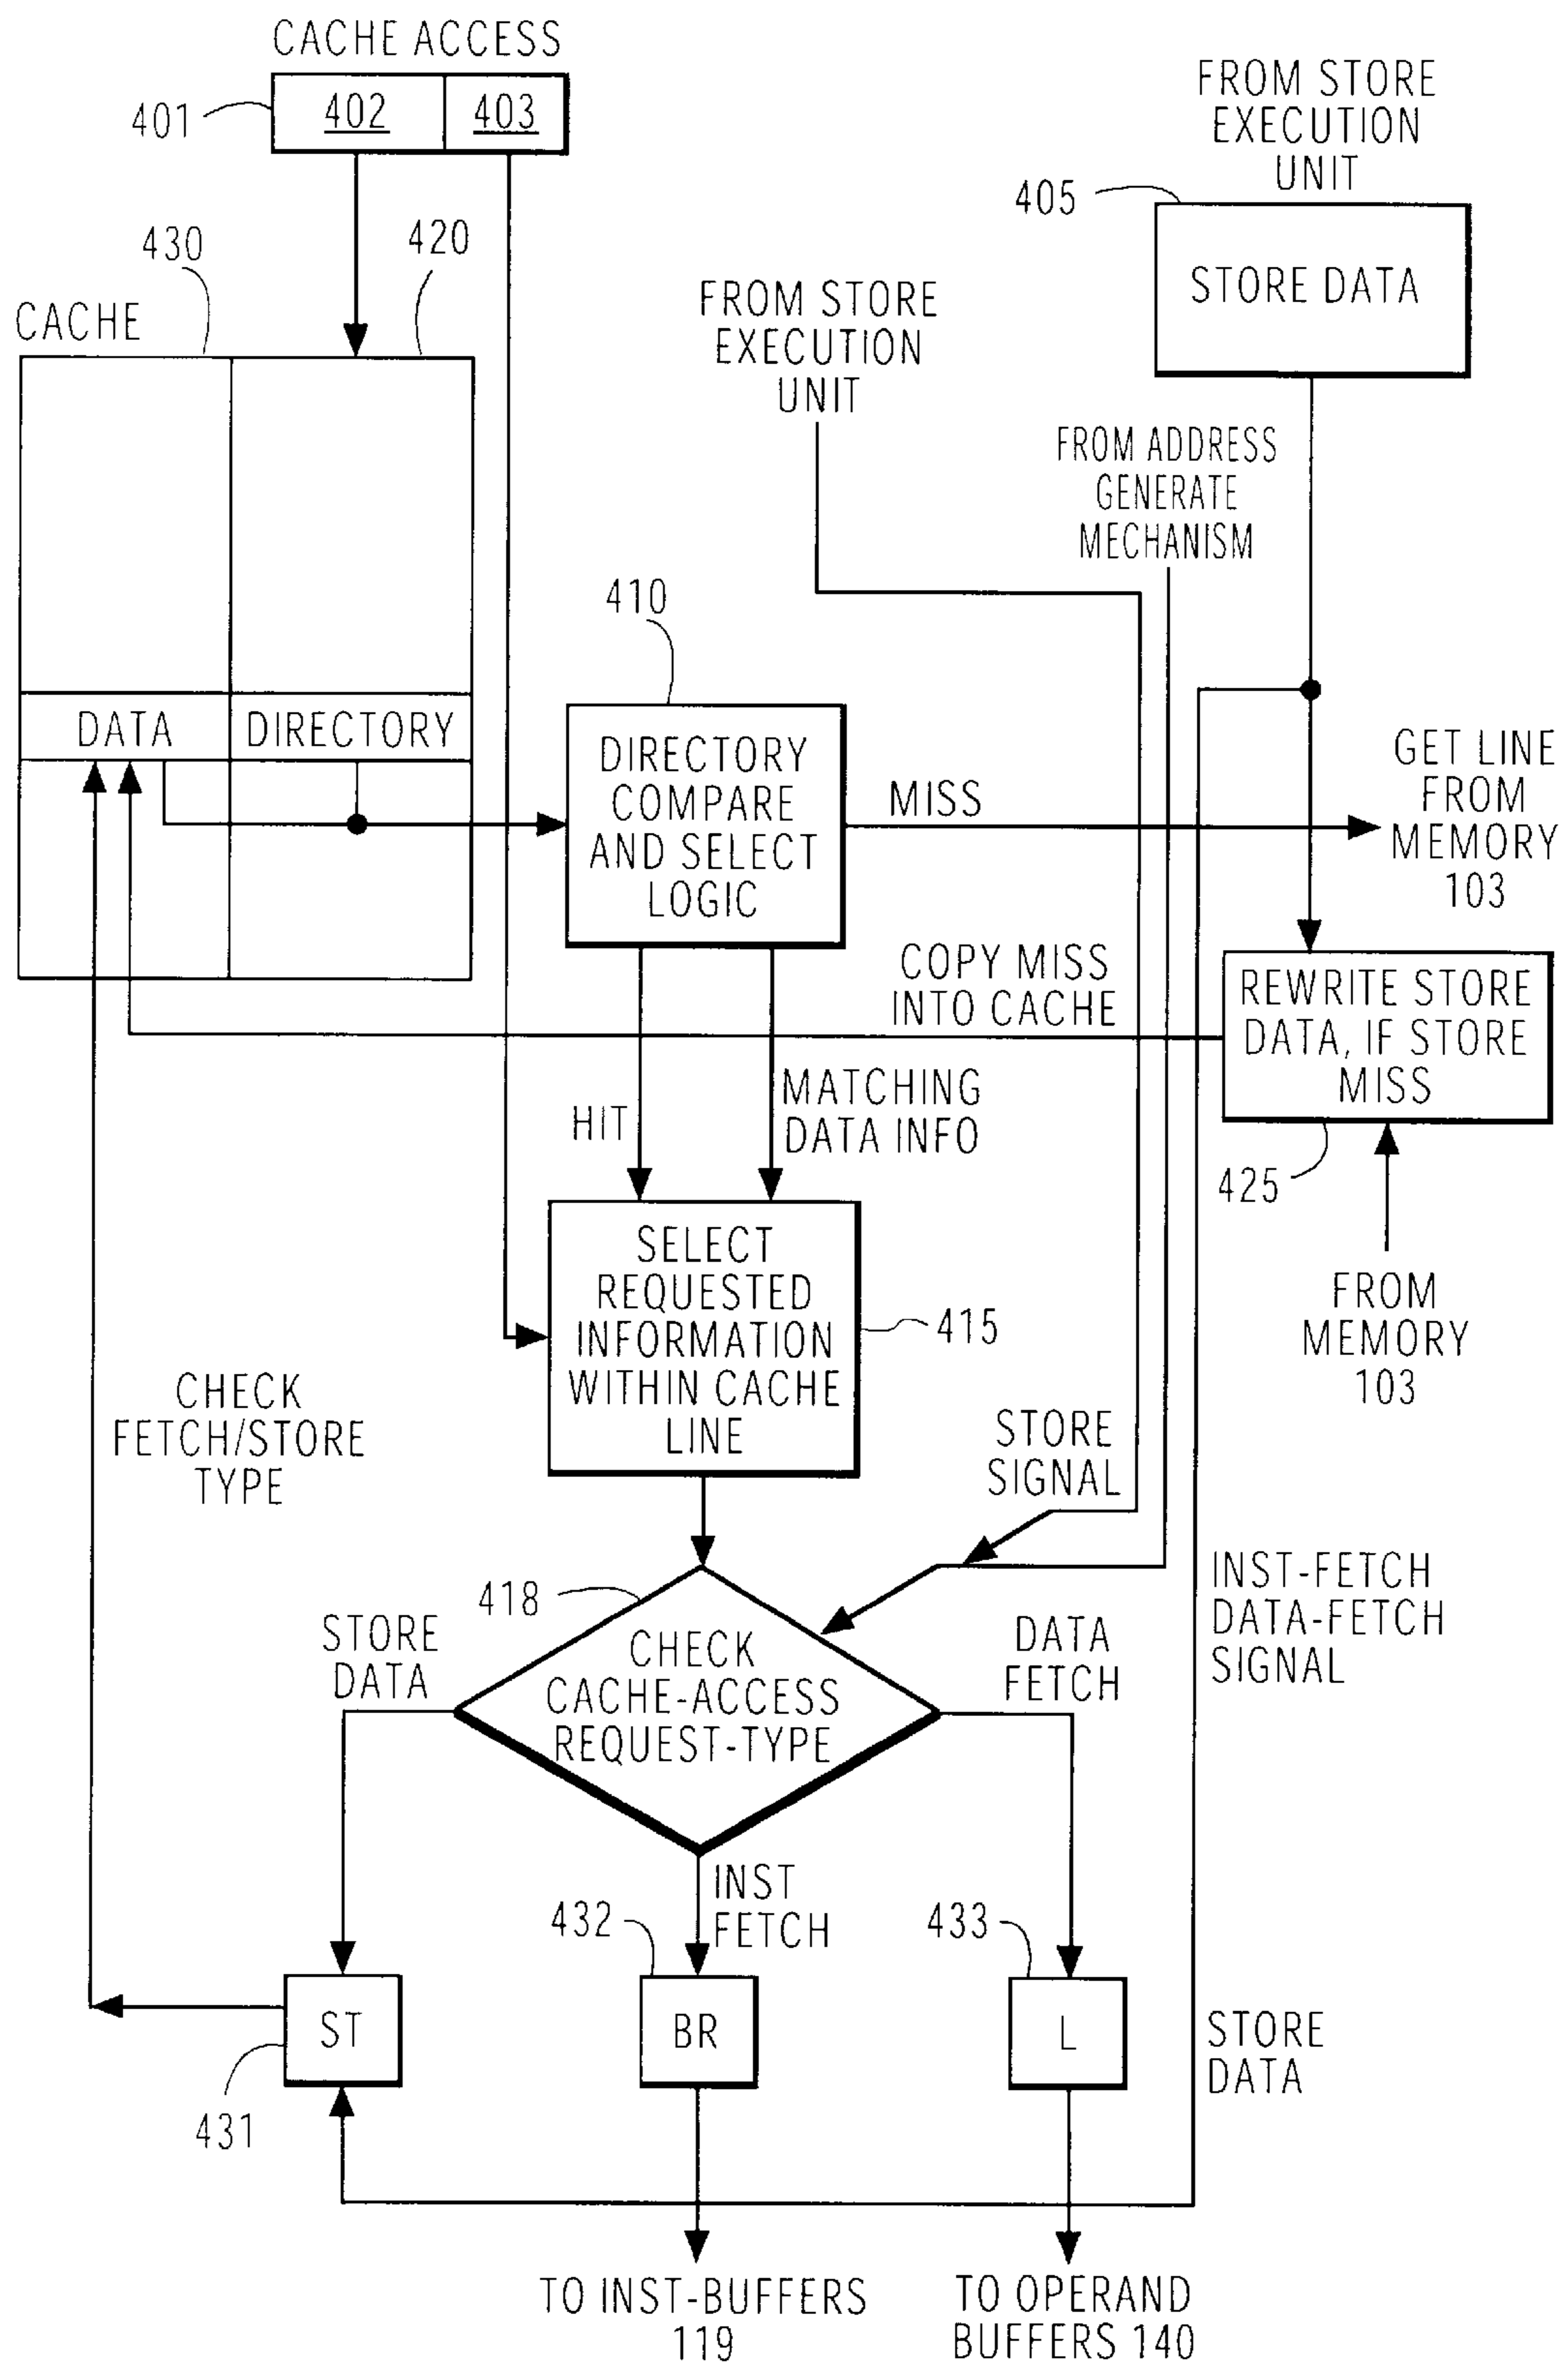 CACHE ACCESS
401
402
403
FROM STORE
EXECUTION
UNIT
405
STORE DATA
430
420
CACHE
FROM STORE
EXECUTION
UNIT
FROM ADDRESS
GENERATE
MECHANISM
410
DATA
DIRECTORY
DIRECTORY
COMPARE
AND SELECT
LOGIC
MISS
GET LINE
FROM
MEMORY
103
COPY MISS
INTO CACHE
REWRITE STORE
DATA, IF STORE
MISS
HIT
MATCHING
DATA INFO
425
SELECT
REQUESTED
INFORMATION
WITHIN CACHE
LINE
415
FROM
MEMORY
103
CHECK
FETCH/STORE
TYPE
STORE
SIGNAL
418
STORE
DATA
CHECK
CACHE-ACCESS
REQUEST-TYPE
DATA
FETCH
INST-FETCH
DATA-FETCH
SIGNAL
INST
FETCH
432
433
ST
BR
L
STORE
DATA
431
TO INST-BUFFERS
119
TO OPERAND
BUFFERS 140